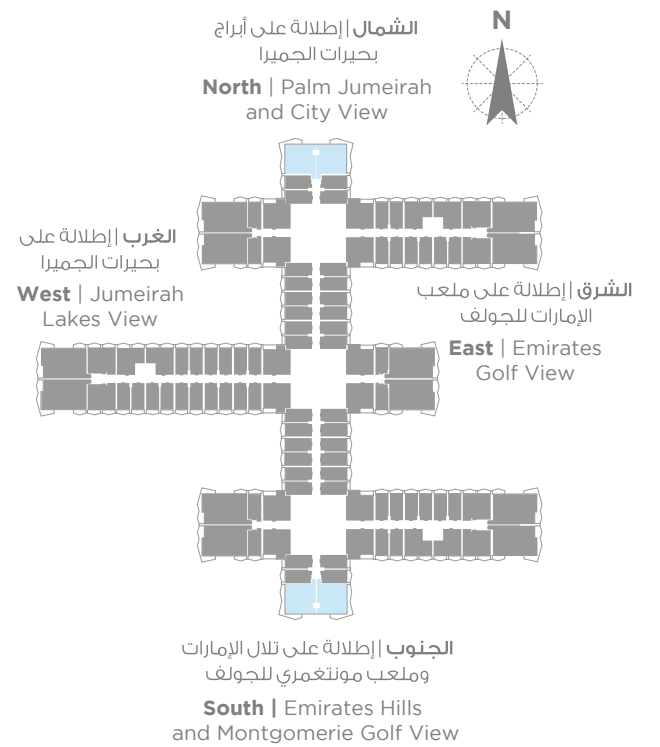 الشمال | إطلالة على أبراج
بحيرات الجميرا
North | Palm Jumeirah
and City View
N
الغرب | إطلالة على
بحيرات الجميرا
West | Jumeirah
Lakes View
الشرق | إطلالة على ملعب
الإمارات للجولف
East | Emirates
Golf View
الجنوب | إطلالة على تلال الإمارات
وملعب مونتغمري للجولف
South | Emirates Hills
and Montgomerie Golf View